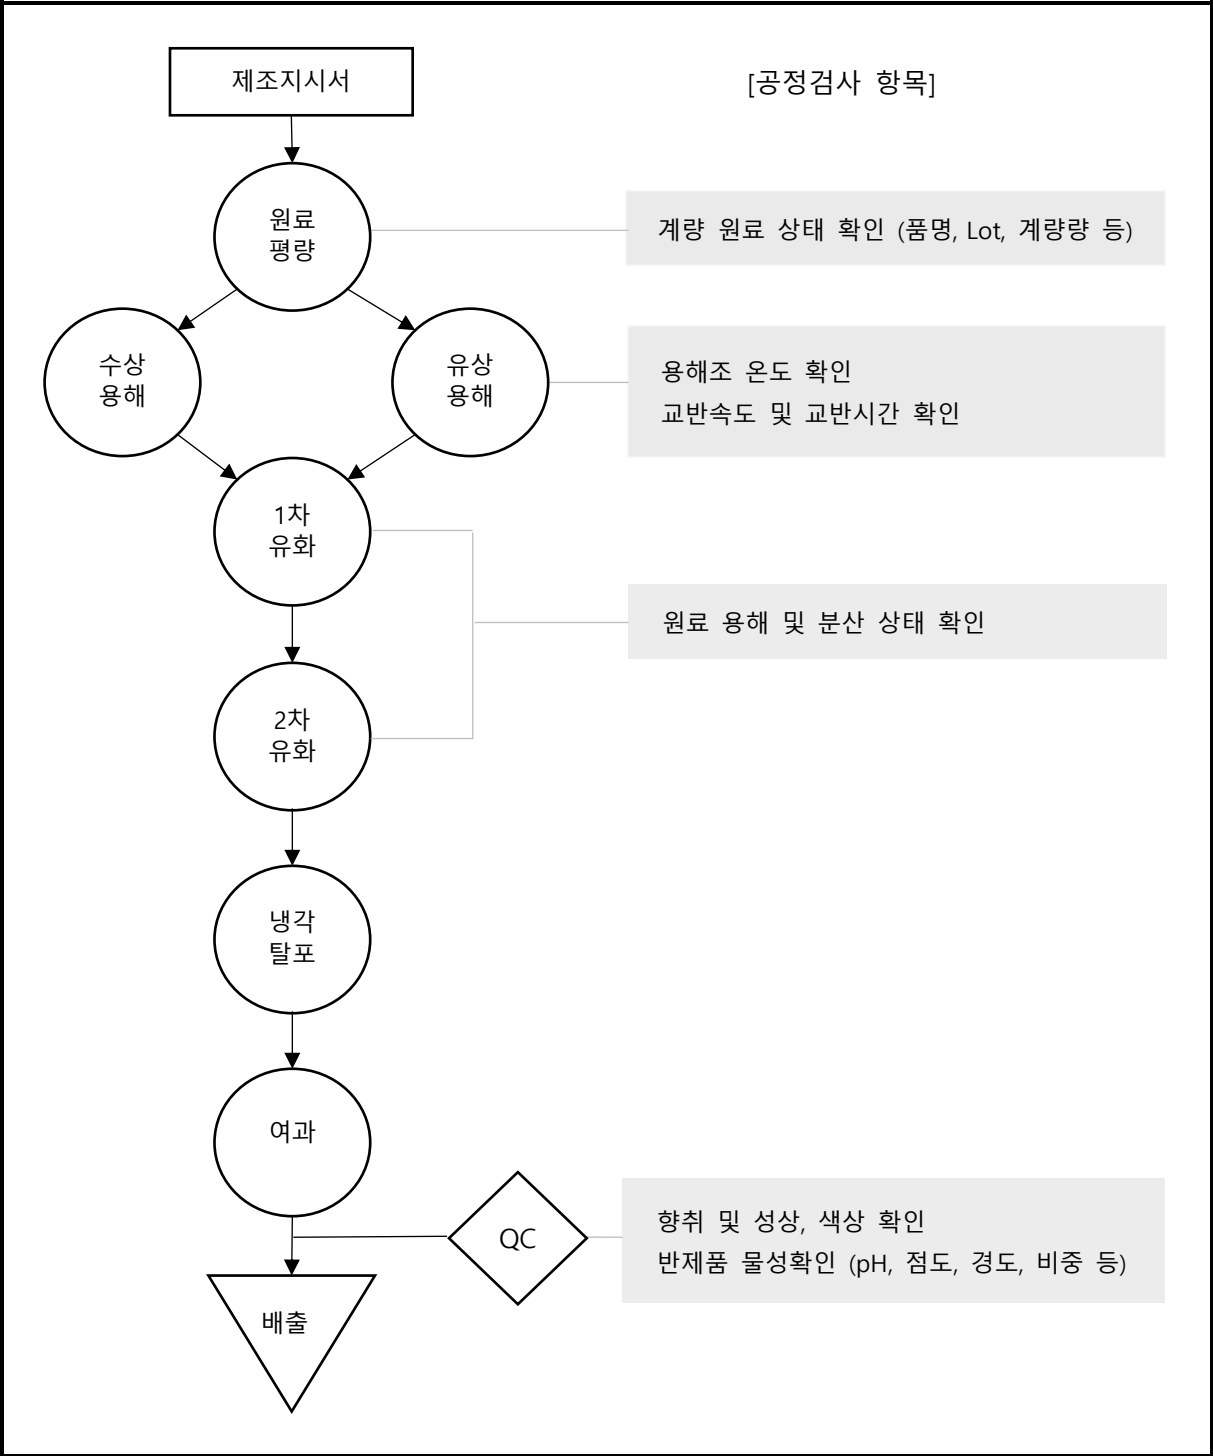 제조지시서
[공정검사 항목]
원료
평량
계량 원료 상태 확인 (품명, Lot, 계량량 등)
수상
용해
유상
용해
용해조 온도 확인
교반속도 및 교반시간 확인
1차
유화
원료 용해 및 분산 상태 확인
2차
유화
냉각
탈포
여과
QC
향취 및 성상, 색상 확인
반제품 물성확인 (pH, 점도, 경도, 비중 등)
배출